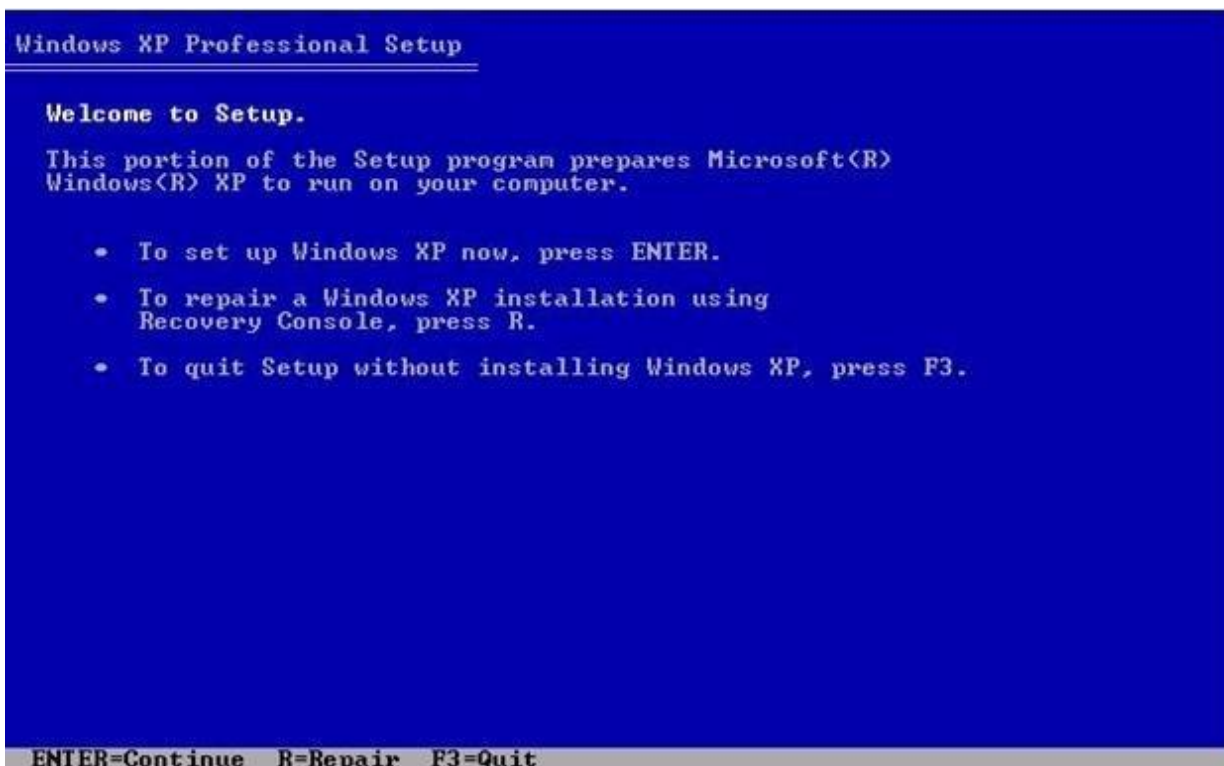 Windows XP Professional Setup
Welcome to Setup.
This portion of the Setup program prepares Microsoft(R)
Windows(R) XP to run on your computer.
• To set up Windows XP now, press ENTER.
• To repair a Windows XP installation using
Recovery Console, press R.
• To quit Setup without installing Windows XP, press F3.
ENTER=Continue R=Repair F3=Quit